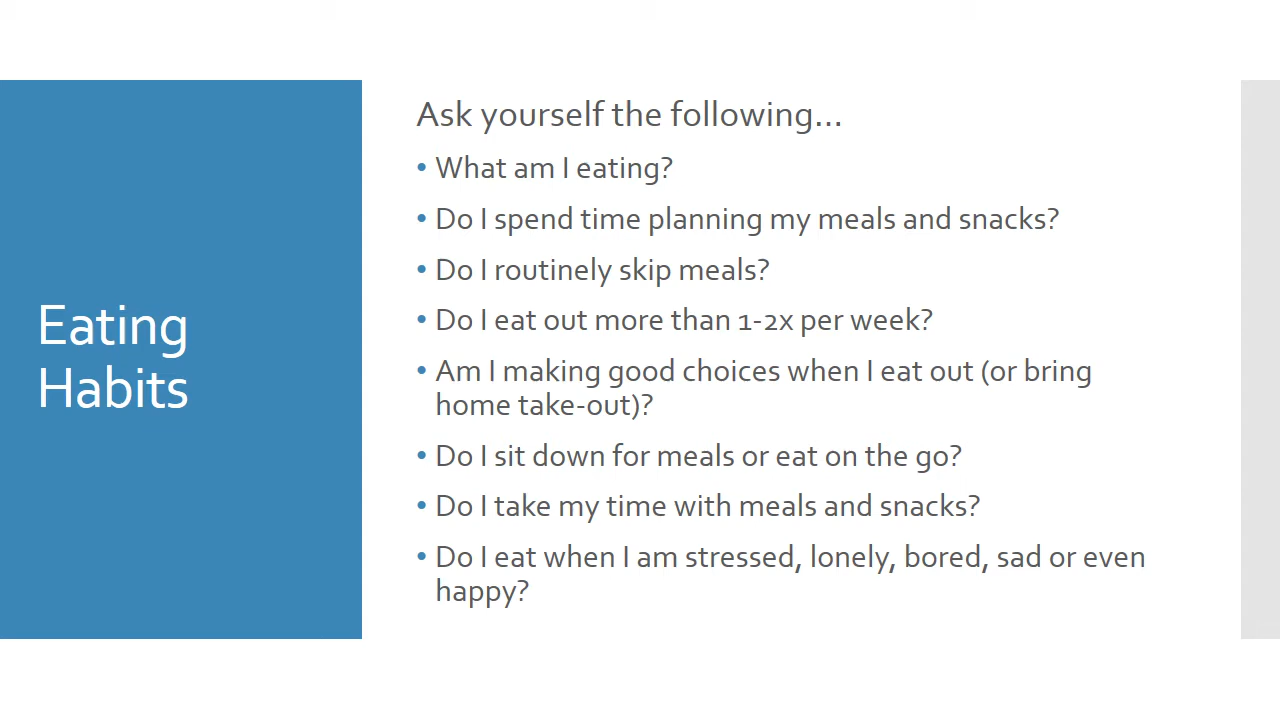 Eating
Habits
Ask yourself the following...
• What am I eating?
• Do I spend time planning my meals and snacks?
• Do I routinely skip meals?
• Do I eat out more than 1-2x per week?
• Am I making good choices when I eat out (or bring
home take-out)?
• Do I sit down for meals or eat on the go?
• Do I take my time with meals and snacks?
• Do I eat when I am stressed, lonely, bored, sad or even
happy?